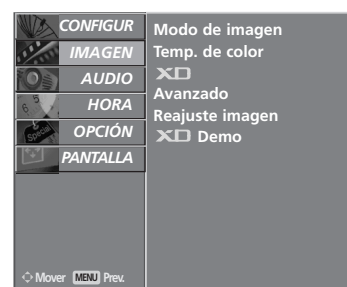 CONFIGUR
IMAGEN
AUDIO
HORA
OPCIÓN
PANTALLA
Modo de imagen
Temp. de color
XD
Avanzado
Reajuste imagen
XD Demo
Special
Mover MENU Prev.